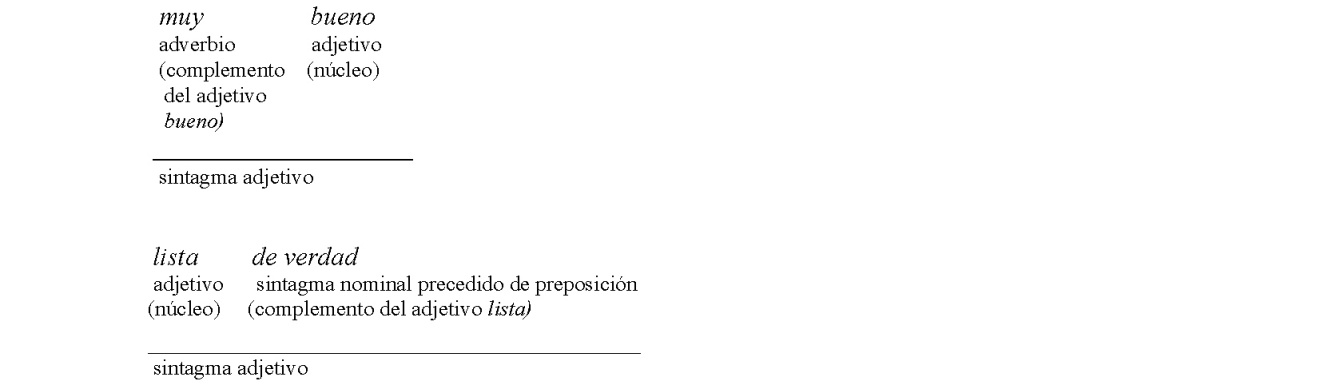 muy bueno
adverbio adjetivo
(complemento (núcleo)
del adjetivo
bueno)
sintagma adjetivo
lista de verdad
adjetivo sintagma nominal precedido de preposición
(núcleo) (complemento del adjetivo lista)
sintagma adjetivo